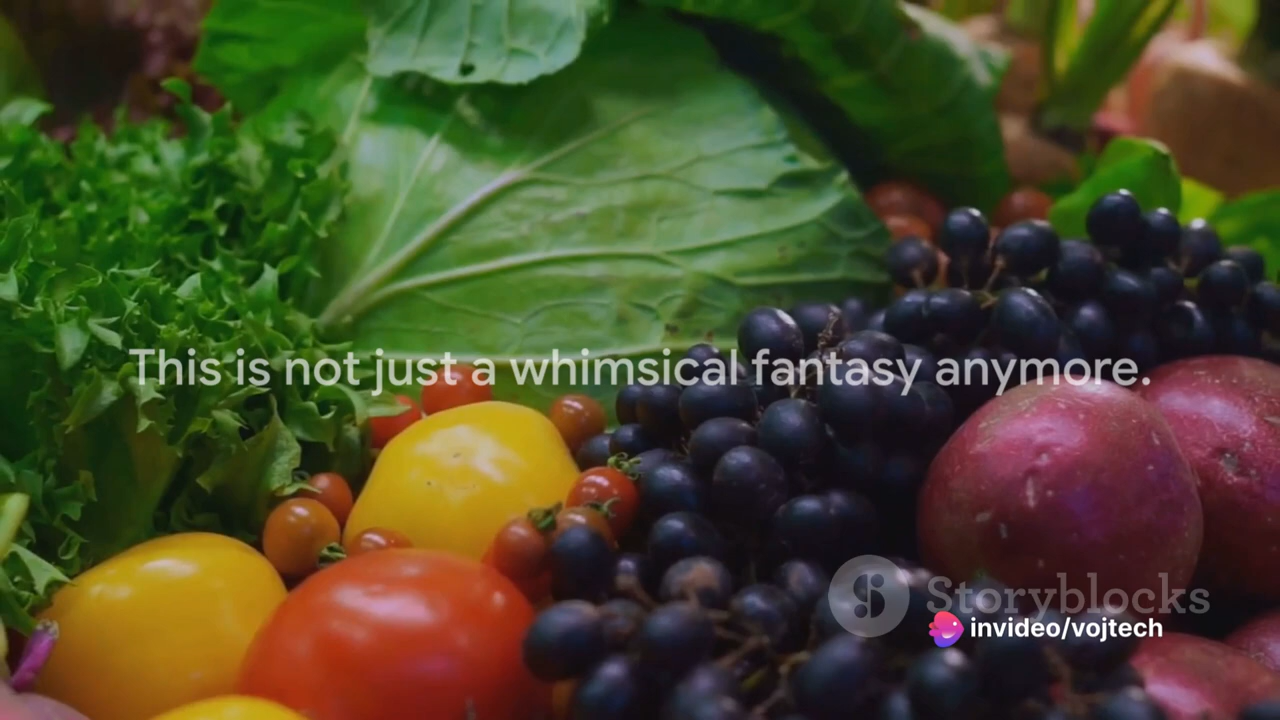 This is not just a whimsical fantasy anymore.
Storyblocks
invideo/vojtech